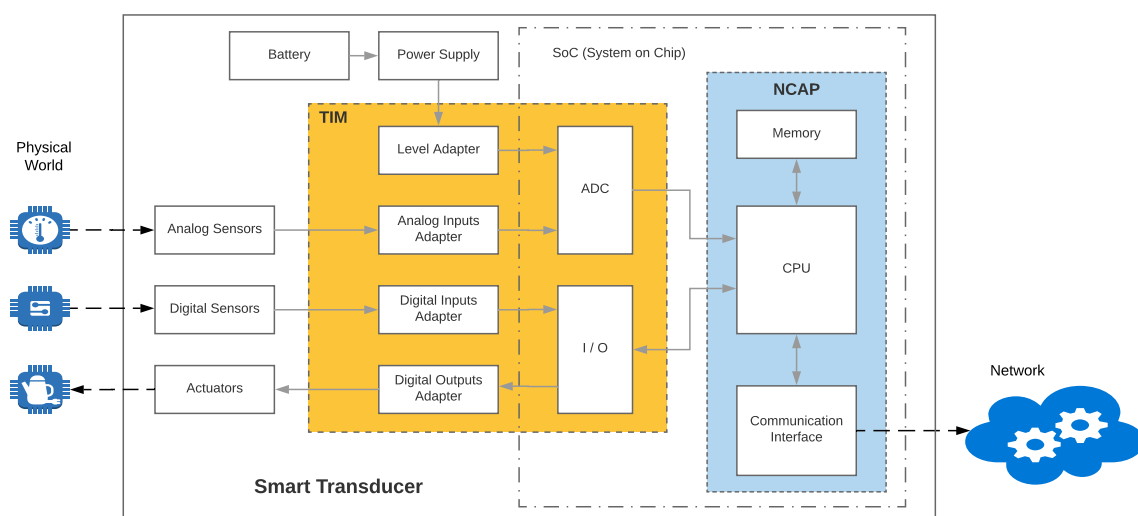 Battery
Power Supply
SoC (System on Chip)
NCAP
TIM
Memory
Level Adapter
Physical
World
ADC
Analog Sensors
Analog Inputs
Adapter
CPU
Digital Sensors
Digital Inputs
Adapter
I / O
Actuators
Digital Outputs
Adapter
Communication
Interface
Network
Smart Transducer